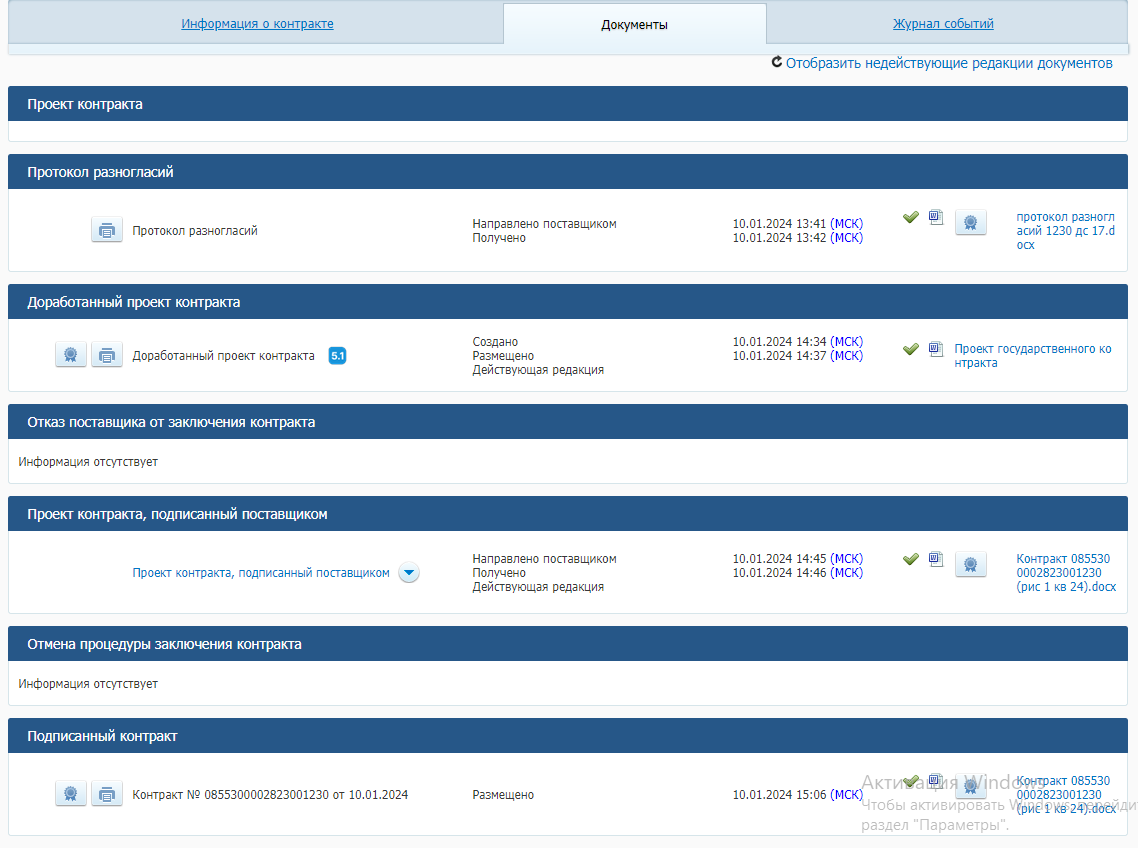 Информация о контракте
Документы
Журнал событий
Отобразить недействующие редакции документов
Проект контракта
Протокол разногласий
Протокол разногласий
Направлено поставщиком
Получено
10.01.2024 13:41 (МСК)
10.01.2024 13:42 (МСК)
протокол разногл
асий 1230 дс 17.d
ocx
Доработанный проект контракта
Доработанный проект контракта 5.1
Создано
Размещено
Действующая редакция
10.01.2024 14:34 (МСК)
10.01.2024 14:37 (МСК)
Проект государственного ко
нтракта
Отказ поставщика от заключения контракта
Информация отсутствует
Проект контракта, подписанный поставщиком
Проект контракта, подписанный поставщиком
Направлено поставщиком
Получено
Действующая редакция
10.01.2024 14:45 (МСК)
10.01.2024 14:46 (МСК)
Контракт 085530
0002823001230
(рис 1 кв 24).docx
Отмена процедуры заключения контракта
Информация отсутствует
Подписанный контракт
Контракт № 0855300002823001230 от 10.01.2024
Размещено
10.01.2024 15:06 (МСК)
Контракт 085530
0002823001230
(рис 1 кв 24).docx
Активация Windows
Чтобы активировать Windows, перейди
раздел "Параметры".